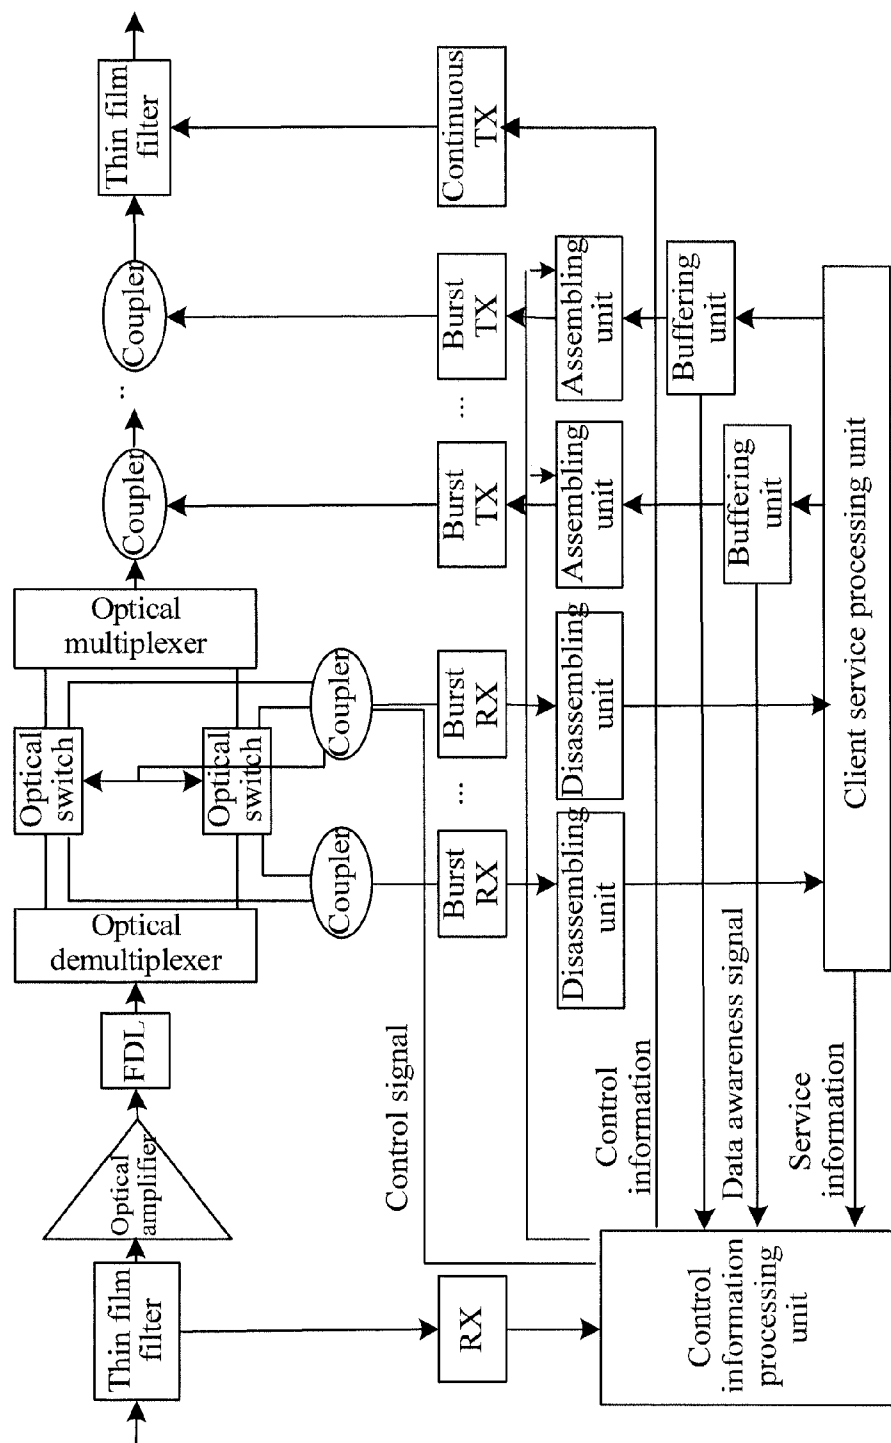 Thin film
filter
Optical
amplifier
FDL
Optical
demultiplexer
Optical
switch
Optical
switch
Optical
multiplexer
Coupler
..
Coupler
Thin film
filter
Coupler
Coupler
Control signal
RX
Burst
RX
...
Burst
RX
Burst
TX
...
Burst
TX
Continuous
TX
Disassembling
unit
Disassembling
unit
Assembling
unit
Assembling
unit
Control
information
Buffering
unit
Buffering
unit
Data awareness signal
Control
information
processing
unit
Service
information
Client service processing unit